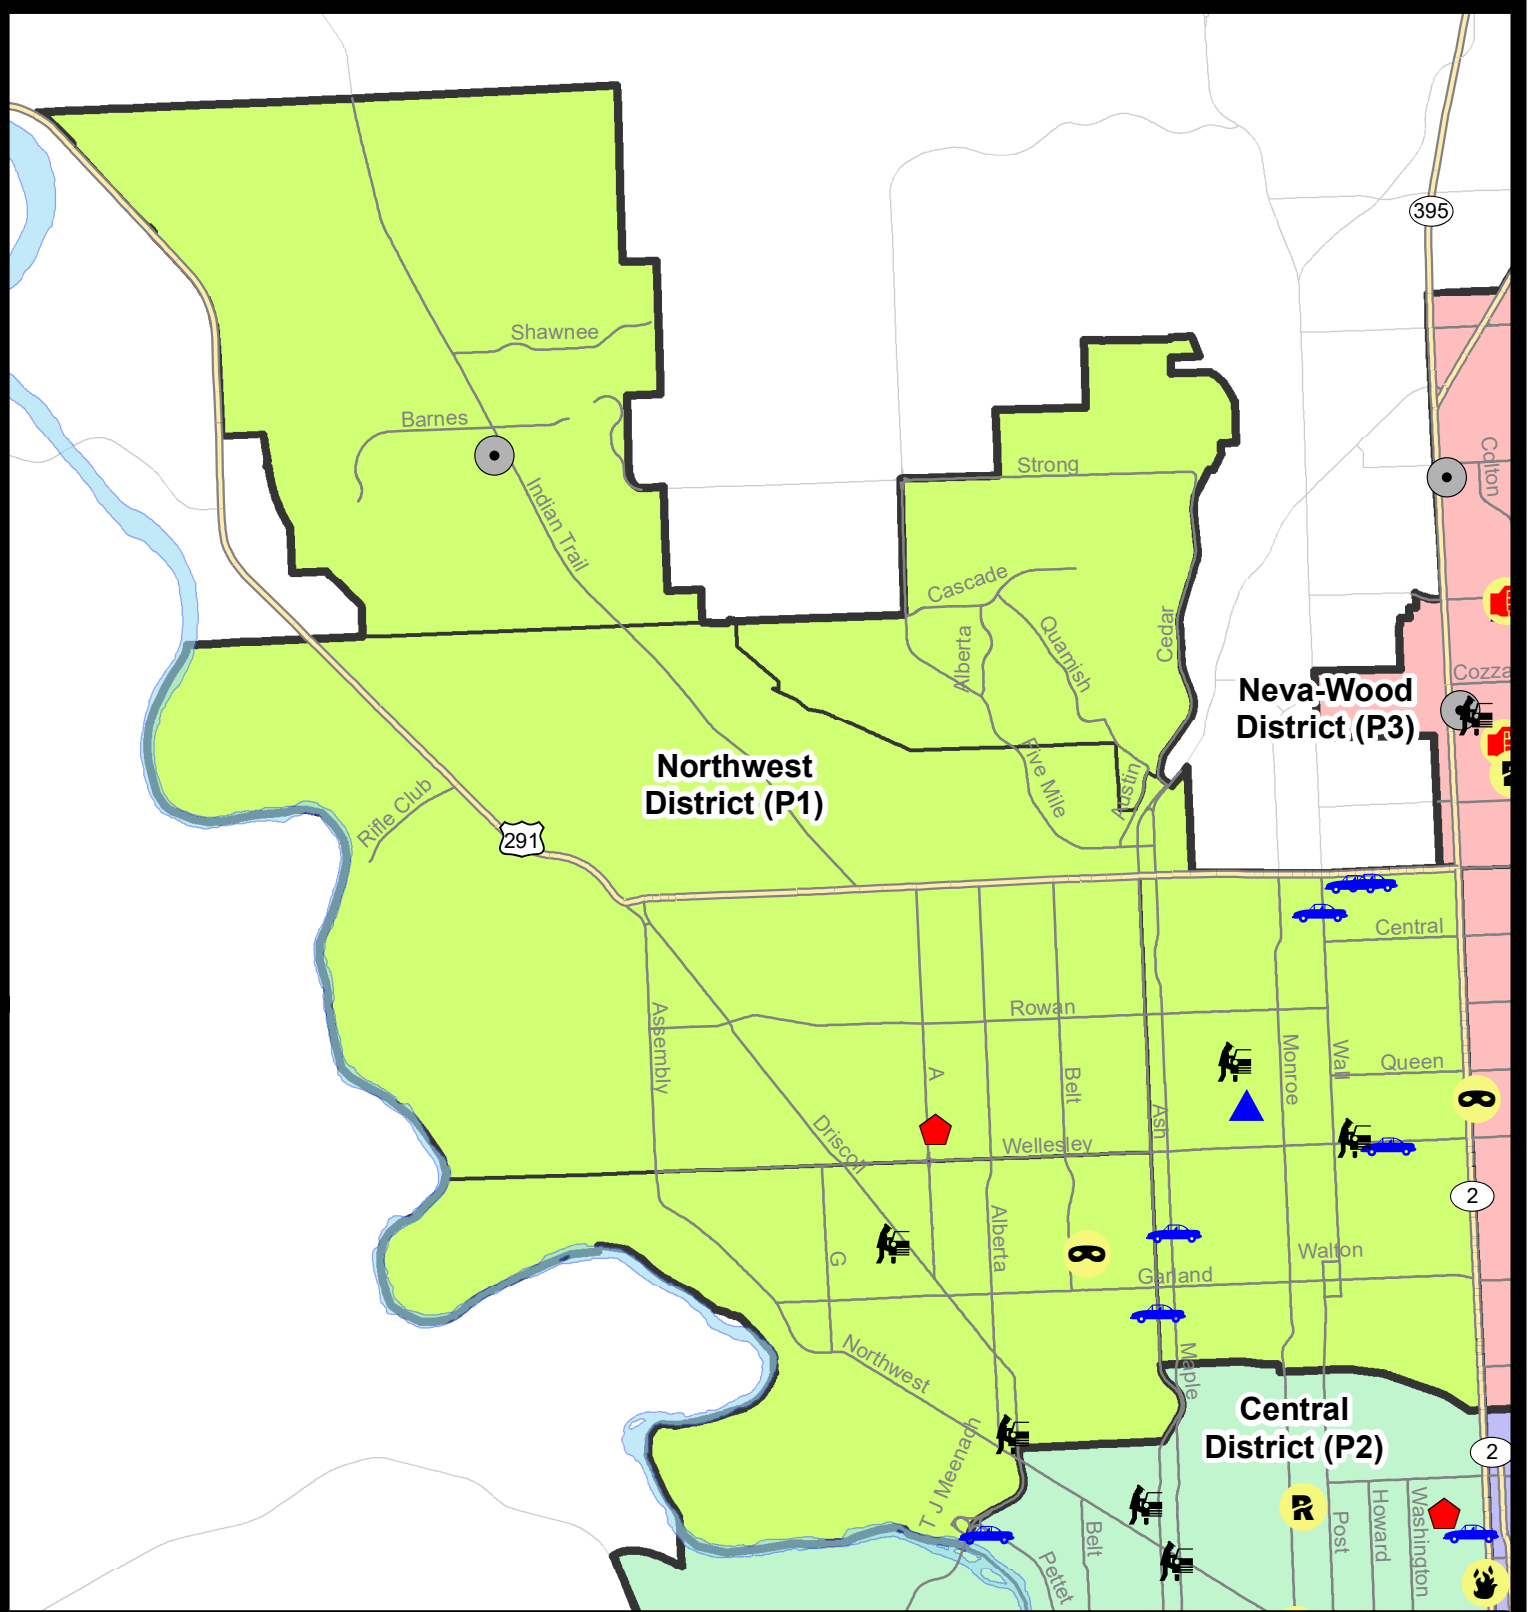 395
Shawnee
Barnes
Colton
Strong
Indian Trail
Cascade
Alberta
Quamish
Cedar
Cozza
Neva-Wood
District (P3)
Northwest
District (P1)
Five Mile
Austin
Rifle Club
291
Central
Assembly
Rowan
A
Belt
Monroe
Wall
Queen
Ash
Driscoll
Wellesley
2
Alberta
G
Walton
Garland
Northwest
Maple
Central
District (P2)
2
T J Meenach
R
Belt
Post
Howard
Washington
Pettet